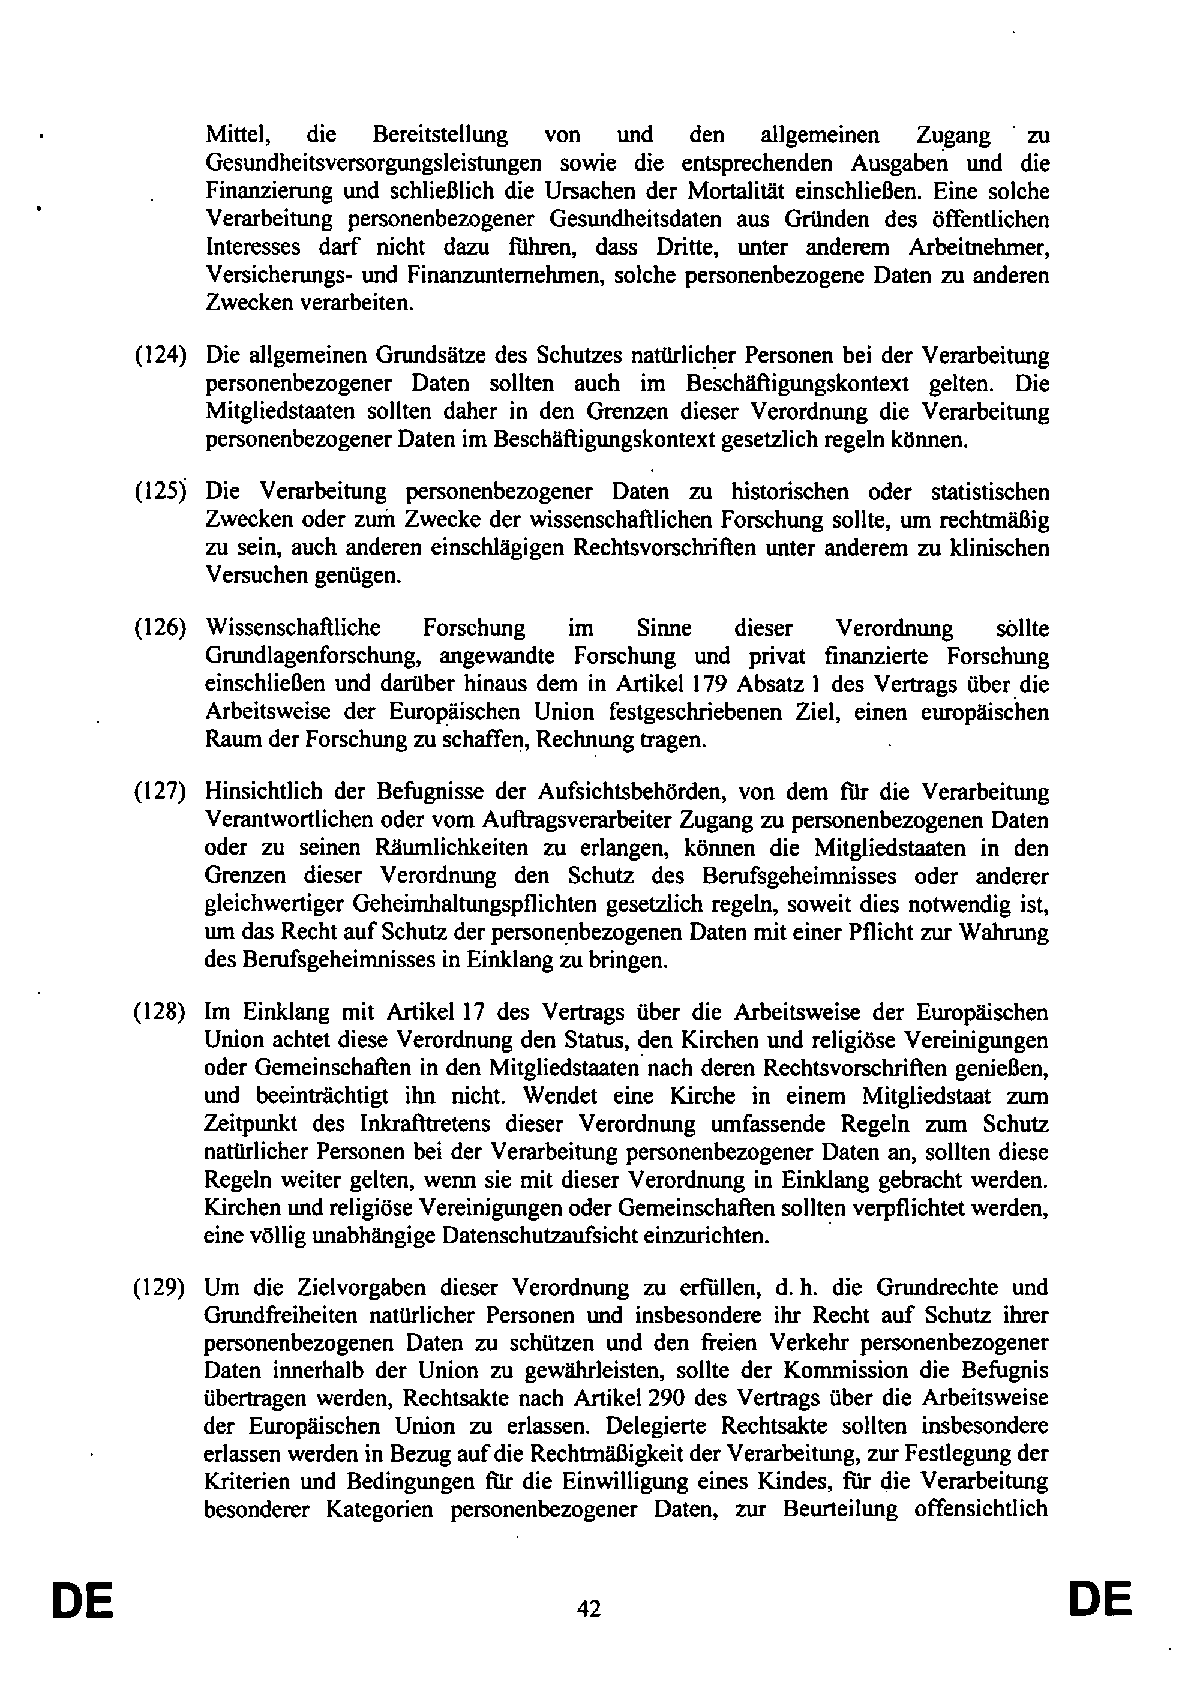 Mittel, die Bereitstellung von und den allgemeinen Zugang zu
Gesundheitsversorgungsleistungen sowie die entsprechenden Ausgaben und die
Finanzierung und schließlich die Ursachen der Mortalität einschließen. Eine solche
Verarbeitung personenbezogener Gesundheitsdaten aus Gründen des öffentlichen
Interesses darf nicht dazu führen, dass Dritte, unter anderem Arbeitnehmer,
Versicherungs- und Finanzunternehmen, solche personenbezogene Daten zu anderen
Zwecken verarbeiten.
(124) Die allgemeinen Grundsätze des Schutzes natürlicher Personen bei der Verarbeitung
personenbezogener Daten sollten auch im Beschäftigungskontext gelten. Die
Mitgliedstaaten sollten daher in den Grenzen dieser Verordnung die Verarbeitung
personenbezogener Daten im Beschäftigungskontext gesetzlich regeln können.
(125) Die Verarbeitung personenbezogener Daten zu historischen oder statistischen
Zwecken oder zum Zwecke der wissenschaftlichen Forschung sollte, um rechtmäßig
zu sein, auch anderen einschlägigen Rechtsvorschriften unter anderem zu klinischen
Versuchen genügen.
(126) Wissenschaftliche Forschung im Sinne dieser Verordnung sollte
Grundlagenforschung, angewandte Forschung und privat finanzierte Forschung
einschließen und darüber hinaus dem in Artikel 179 Absatz 1 des Vertrags über die
Arbeitsweise der Europäischen Union festgeschriebenen Ziel, einen europäischen
Raum der Forschung zu schaffen, Rechnung tragen.
(127) Hinsichtlich der Befugnisse der Aufsichtsbehörden, von dem für die Verarbeitung
Verantwortlichen oder vom Auftragsverarbeiter Zugang zu personenbezogenen Daten
oder zu seinen Räumlichkeiten zu erlangen, können die Mitgliedstaaten in den
Grenzen dieser Verordnung den Schutz des Berufsgeheimnisses oder anderer
gleichwertiger Geheimhaltungspflichten gesetzlich regeln, soweit dies notwendig ist,
um das Recht auf Schutz der personenbezogenen Daten mit einer Pflicht zur Wahrung
des Berufsgeheimnisses in Einklang zu bringen.
(128) Im Einklang mit Artikel 17 des Vertrags über die Arbeitsweise der Europäischen
Union achtet diese Verordnung den Status, den Kirchen und religiöse Vereinigungen
oder Gemeinschaften in den Mitgliedstaaten nach deren Rechtsvorschriften genießen,
und beeinträchtigt ihn nicht. Wendet eine Kirche in einem Mitgliedstaat zum
Zeitpunkt des Inkrafttretens dieser Verordnung umfassende Regeln zum Schutz
natürlicher Personen bei der Verarbeitung personenbezogener Daten an, sollten diese
Regeln weiter gelten, wenn sie mit dieser Verordnung in Einklang gebracht werden.
Kirchen und religiöse Vereinigungen oder Gemeinschaften sollten verpflichtet werden,
eine völlig unabhängige Datenschutzaufsicht einzurichten.
(129) Um die Zielvorgaben dieser Verordnung zu erfüllen, d. h. die Grundrechte und
Grundfreiheiten natürlicher Personen und insbesondere ihr Recht auf Schutz ihrer
personenbezogenen Daten zu schützen und den freien Verkehr personenbezogener
Daten innerhalb der Union zu gewährleisten, sollte der Kommission die Befugnis
übertragen werden, Rechtsakte nach Artikel 290 des Vertrags über die Arbeitsweise
der Europäischen Union zu erlassen. Delegierte Rechtsakte sollten insbesondere
erlassen werden in Bezug auf die Rechtmäßigkeit der Verarbeitung, zur Festlegung der
Kriterien und Bedingungen für die Einwilligung eines Kindes, für die Verarbeitung
besonderer Kategorien personenbezogener Daten, zur Beurteilung offensichtlich
DE 42 DE